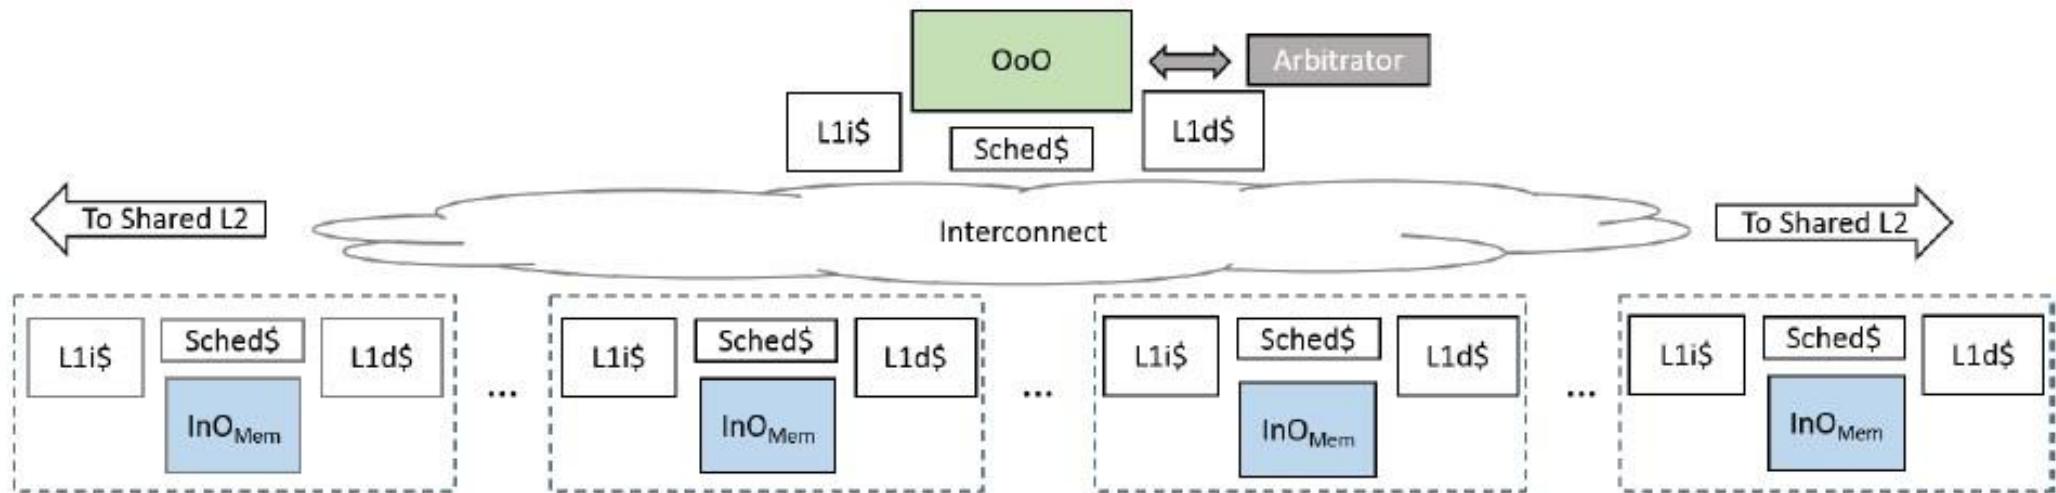 OoO
Arbitrator
L1i$
Sched$
L1d$
To Shared L2
Interconnect
To Shared L2
L1i$
Sched$
L1d$
InOMem
...
L1i$
Sched$
L1d$
InOMem
...
L1i$
Sched$
L1d$
InOMem
...
L1i$
Sched$
L1d$
InOMem